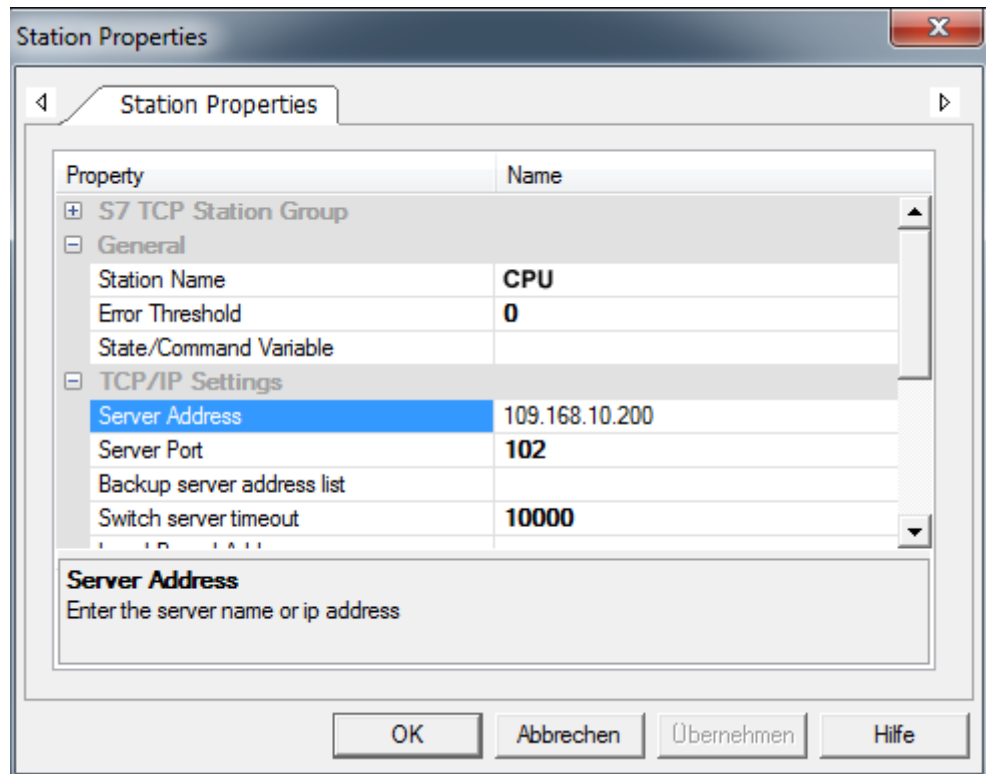 Station Properties
Station Properties
Property Name
S7 TCP Station Group
General
Station Name CPU
Error Threshold 0
State/Command Variable
TCP/IP Settings
Server Address 109.168.10.200
Server Port 102
Backup server address list
Switch server timeout 10000
Server Address
Enter the server name or ip address
OK Abbrechen Übernehmen Hilfe